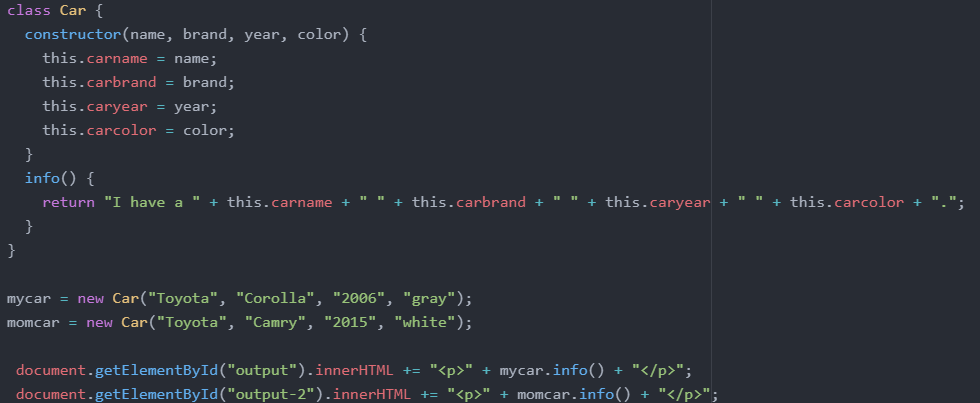 class Car {
  constructor(name, brand, year, color) {
    this.carname = name;
    this.carbrand = brand;
    this.caryear = year;
    this.carcolor = color;
  }
  info() {
    return "I have a " + this.carname + " " + this.carbrand + " " + this.caryear + " " + this.carcolor + ".";
  }
}

mycar = new Car("Toyota", "Corolla", "2006", "gray");
momcar = new Car("Toyota", "Camry", "2015", "white");

 document.getElementById("output").innerHTML += "<p>" + mycar.info() + "</p>";
 document.getElementById("output-2").innerHTML += "<p>" + momcar.info() + "</p>";